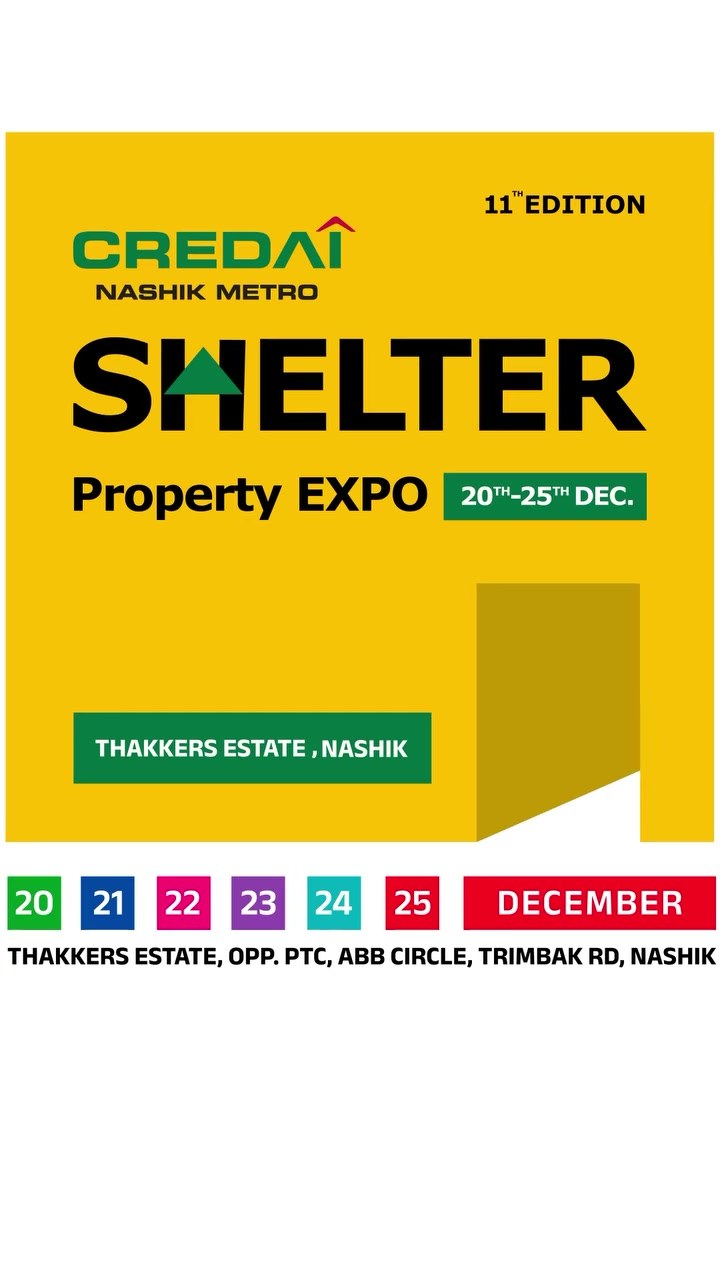 11TH EDITION
CREDAI
NASHIK METRO
SHELTER
Property EXPO 20TH-25TH DEC.
THAKKERS ESTATE , NASHIK
20 21 22 23 24 25 DECEMBER
THAKKERS ESTATE, OPP. PTC, ABB CIRCLE, TRIMBAK RD, NASHIK